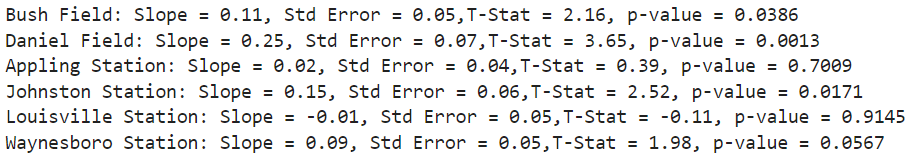 Bush Field: Slope = 0.11, Std Error = 0.05,T-Stat = 2.16, p-value = 0.0386
Daniel Field: Slope = 0.25, Std Error = 0.07,T-Stat = 3.65, p-value = 0.0013
Appling Station: Slope = 0.02, Std Error = 0.04,T-Stat = 0.39, p-value = 0.7009
Johnston Station: Slope = 0.15, Std Error = 0.06,T-Stat = 2.52, p-value = 0.0171
Louisville Station: Slope = -0.01, Std Error = 0.05,T-Stat = -0.11, p-value = 0.9145
Waynesboro Station: Slope = 0.09, Std Error = 0.05,T-Stat = 1.98, p-value = 0.0567